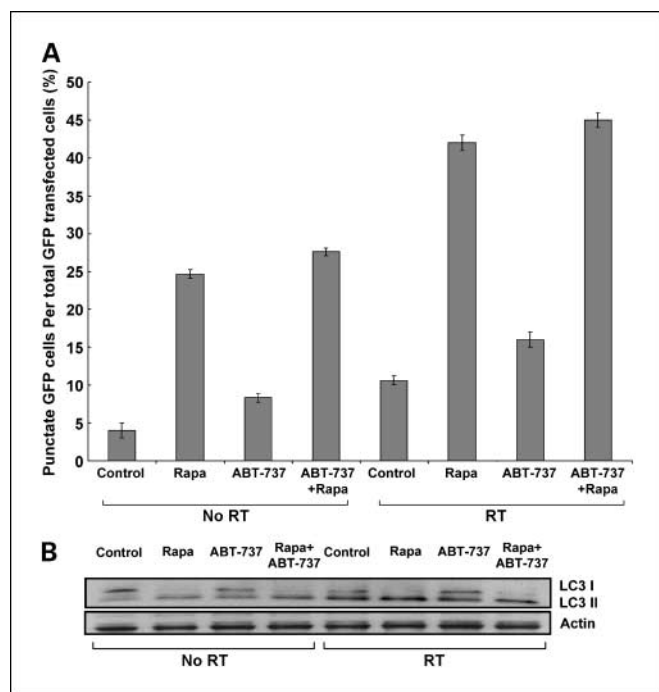 A
Punctate GFP cells Per total GFP transfected cells (%)
50
45
40
35
30
25
20
15
10
5
0
Control Rapa ABT-737 ABT-737 +Rapa Control Rapa ABT-737 ABT-737 +Rapa
No RT RT
B
Control Rapa ABT-737 Rapa+ ABT-737 Control Rapa ABT-737 Rapa+ ABT-737
LC3 I
LC3 II
Actin
No RT RT